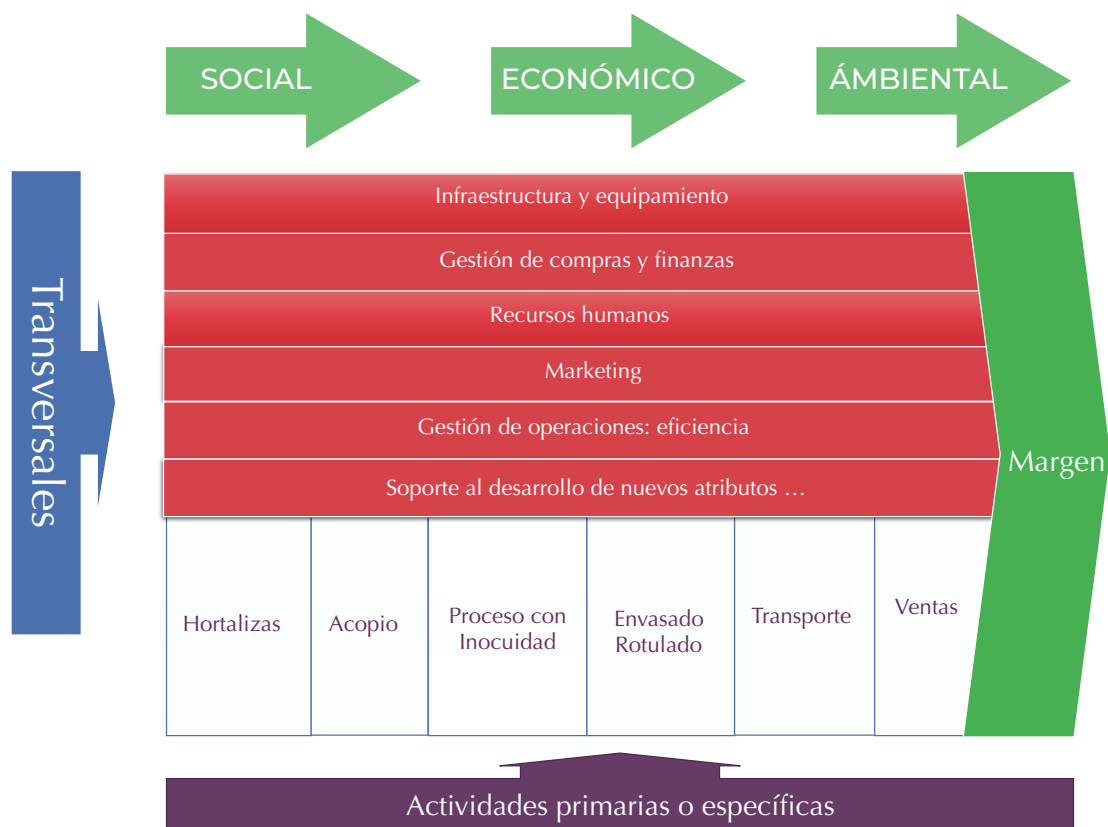 SOCIAL
ECONÓMICO
ÁMBIENTAL
Transversales
Infraestructura y equipamiento
Gestión de compras y finanzas
Recursos humanos
Marketing
Gestión de operaciones: eficiencia
Soporte al desarrollo de nuevos atributos …
Margen
Hortalizas
Acopio
Proceso con
Inocuidad
Envasado
Rotulado
Transporte
Ventas
Actividades primarias o específicas